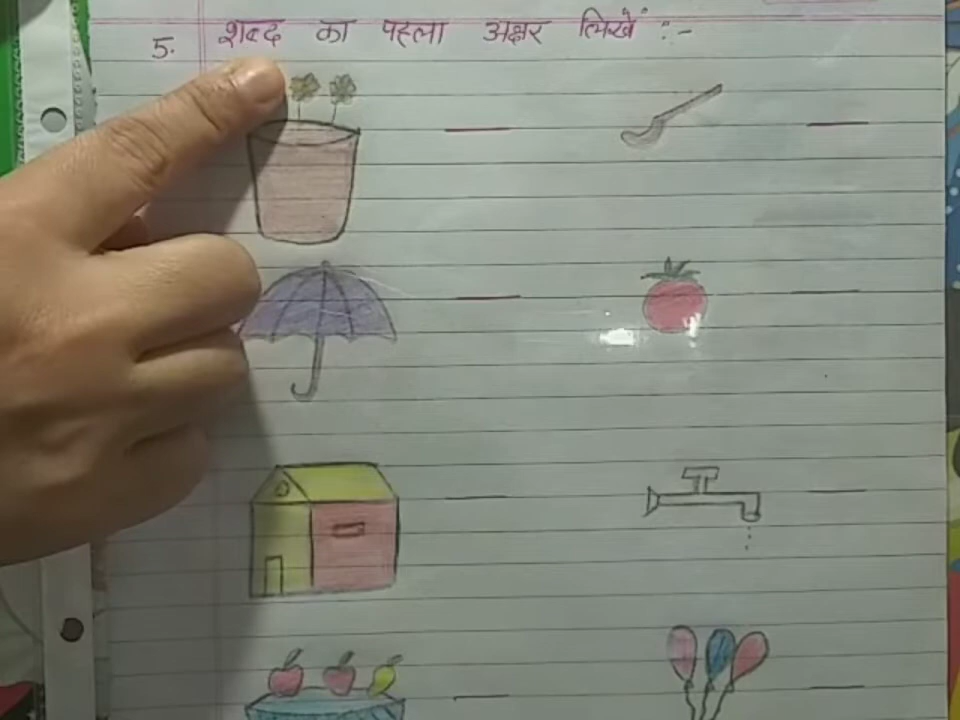 5. शब्द का पहला अक्षर लिखें :-